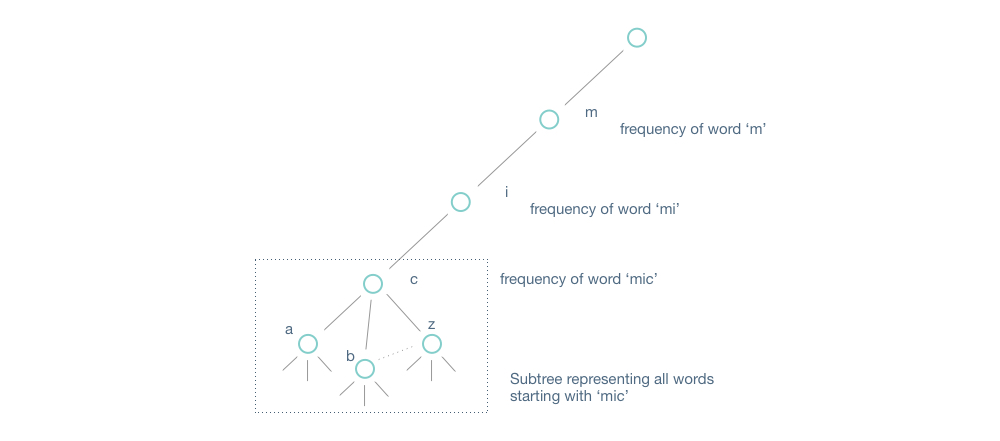 m
frequency of word ‘m’
i
frequency of word ‘mi’
c
frequency of word ‘mic’
a
z
b
Subtree representing all words
starting with ‘mic’